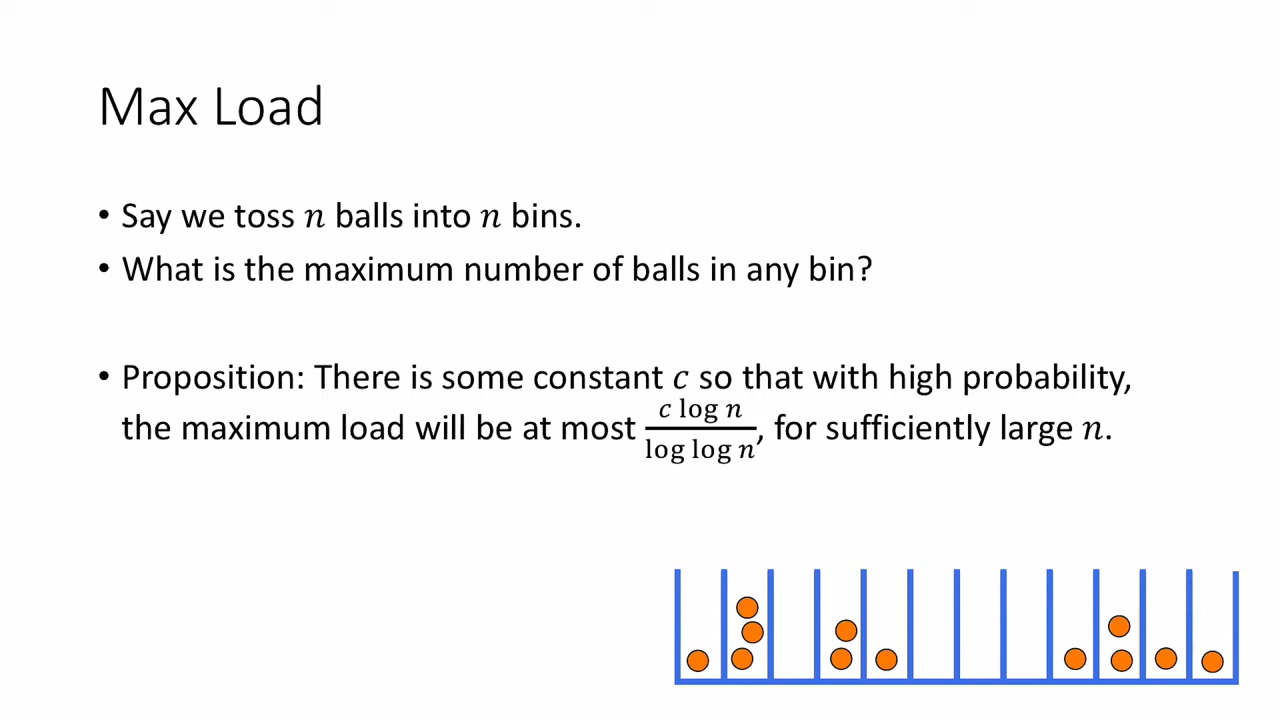 Max Load
• Say we toss n balls into n bins.
• What is the maximum number of balls in any bin?
• Proposition: There is some constant c so that with high probability,
the maximum load will be at most \frac{c \log n}{\log \log n}, for sufficiently large n.